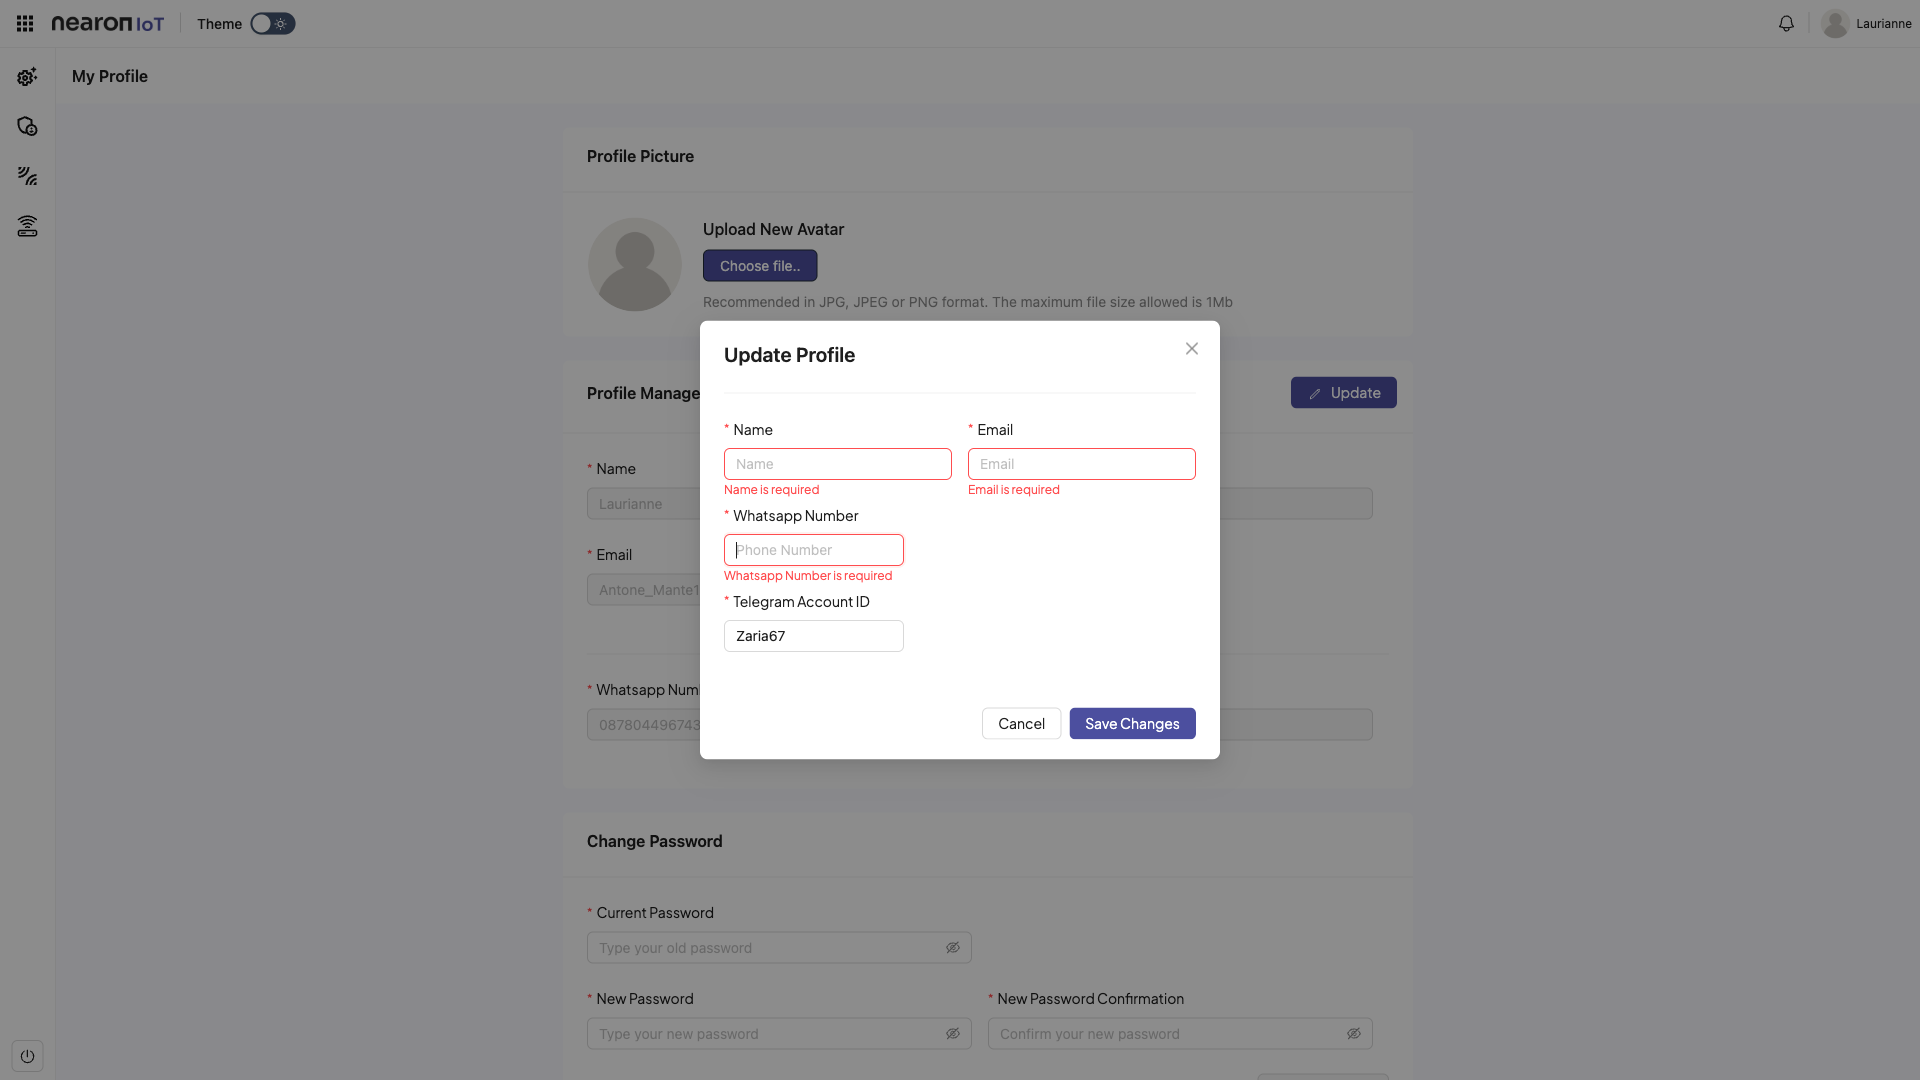 nearon IoT Theme Laurianne
My Profile
Profile Picture
Upload New Avatar
Choose file..
Recommended in JPG, JPEG or PNG format. The maximum file size allowed is 1Mb
Profile Manage
Update
* Name
Laurianne
* Email
Antone_Mante1
* Whatsapp Num
087804496743
Update Profile
* Name * Email
Name Email
Name is required Email is required
* Whatsapp Number
Phone Number
Whatsapp Number is required
* Telegram Account ID
Zaria67
Cancel Save Changes
Change Password
* Current Password
Type your old password
* New Password * New Password Confirmation
Type your new password Confirm your new password